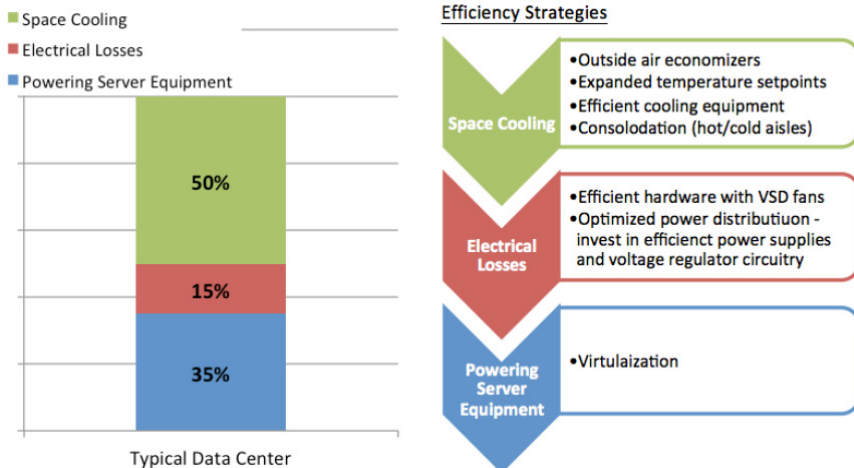 Space Cooling
Electrical Losses
Powering Server Equipment
50%
15%
35%
Typical Data Center
Efficiency Strategies
Space Cooling
•Outside air economizers
•Expanded temperature setpoints
•Efficient cooling equipment
•Consolodation (hot/cold aisles)
Electrical
Losses
•Efficient hardware with VSD fans
•Optimized power distributiuon -
invest in efficienct power supplies
and voltage regulator circuitry
Powering
Server
Equipment
•Virtulaization